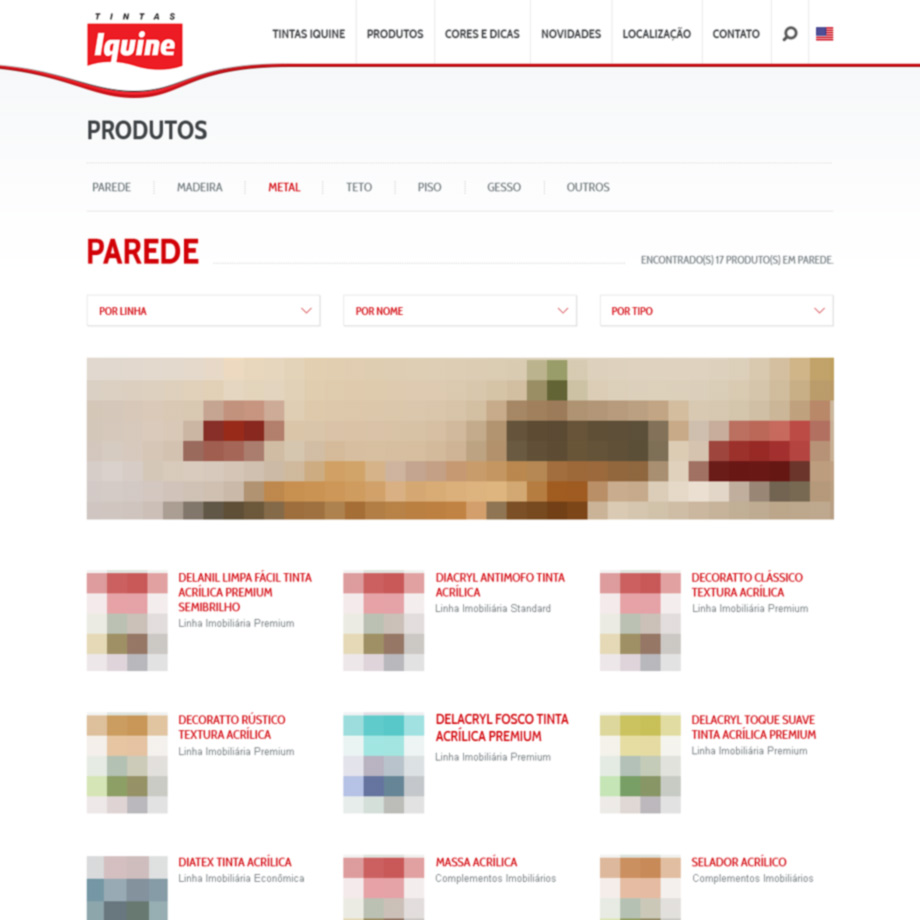 TINTAS
Iquine
TINTAS IQUINE
PRODUTOS
CORES E DICAS
NOVIDADES
LOCALIZAÇÃO
CONTATO
PRODUTOS
PAREDE
MADEIRA
METAL
TETO
PISO
GESSO
OUTROS
PAREDE
ENCONTRADO(S) 17 PRODUTO(S) EM PAREDE.
POR LINHA
POR NOME
POR TIPO
DELANIL LIMPA FÁCIL TINTA
ACRÍLICA PREMIUM
SEMIBRILHO
Linha Imobiliária Premium
DIACRYL ANTIMOFO TINTA
ACRÍLICA
Linha Imobiliária Standard
DECORATTO CLÁSSICO
TEXTURA ACRÍLICA
Linha Imobiliária Premium
DECORATTO RÚSTICO
TEXTURA ACRÍLICA
Linha Imobiliária Premium
DELACRYL FOSCO TINTA
ACRÍLICA PREMIUM
Linha Imobiliária Premium
DELACRYL TOQUE SUAVE
TINTA ACRÍLICA PREMIUM
Linha Imobiliária Premium
DIATEX TINTA ACRÍLICA
Linha Imobiliária Econômica
MASSA ACRÍLICA
Complementos Imobiliários
SELADOR ACRÍLICO
Complementos Imobiliários